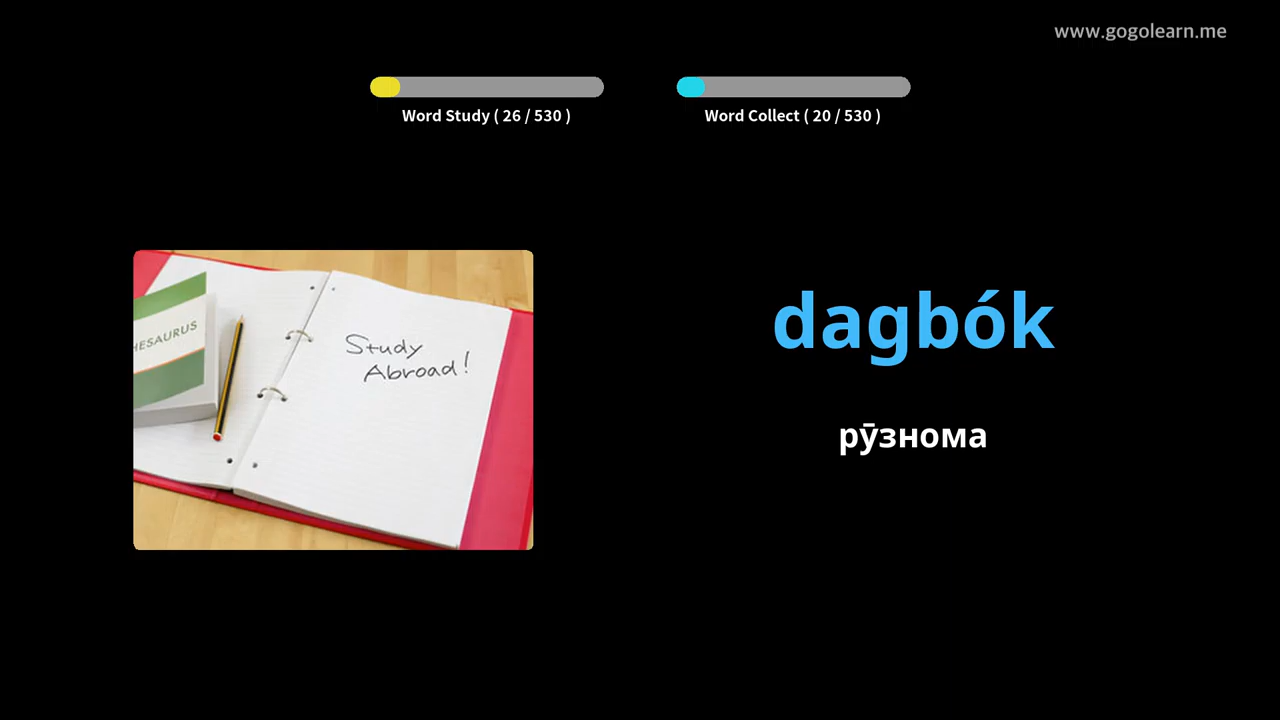 www.gogolearn.me
Word Study ( 26 / 530 )
Word Collect ( 20 / 530 )
HESAURUS
Study
Abroad!
dagbók
рӯзнома